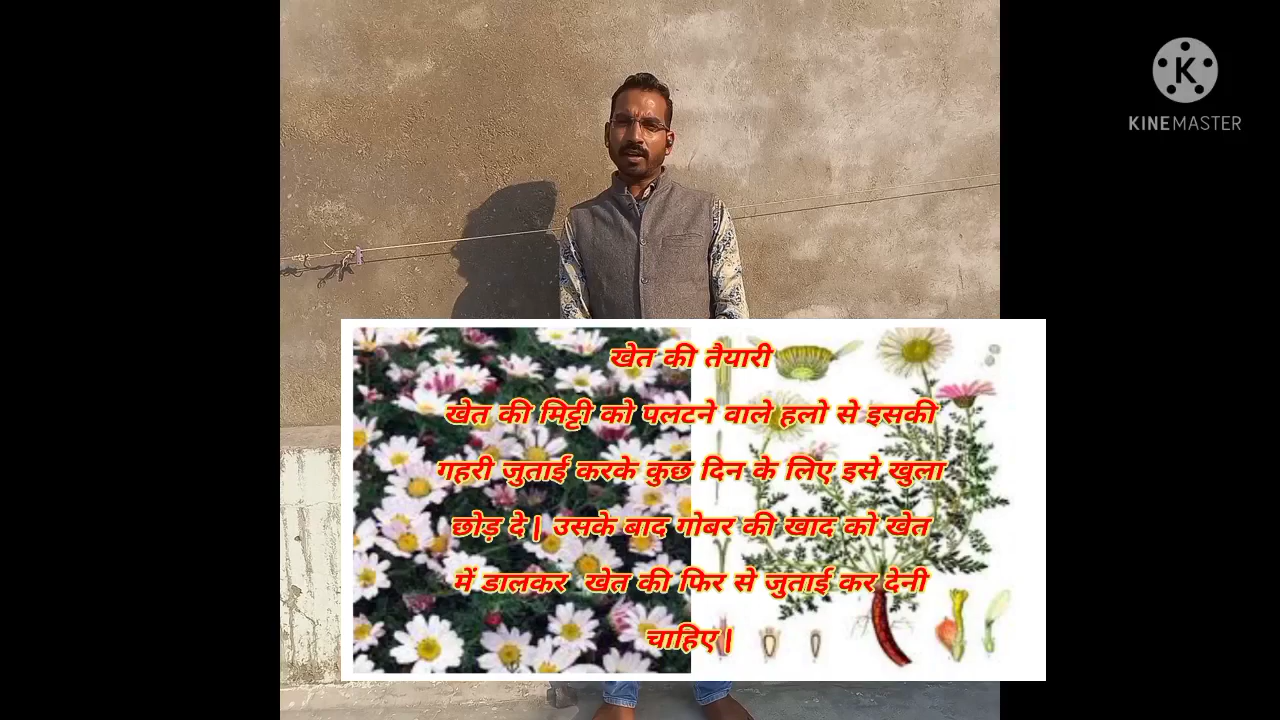 KINEMASTER
खेत की तैयारी
खेत की मिट्टी को पलटने वाले हलो से इसकी
गहरी जुताई करके कुछ दिन के लिए इसे खुला
छोड़ दे| उसके बाद गोबर की खाद को खेत
में डालकर खेत की फिर से जुताई कर देनी
चाहिए|